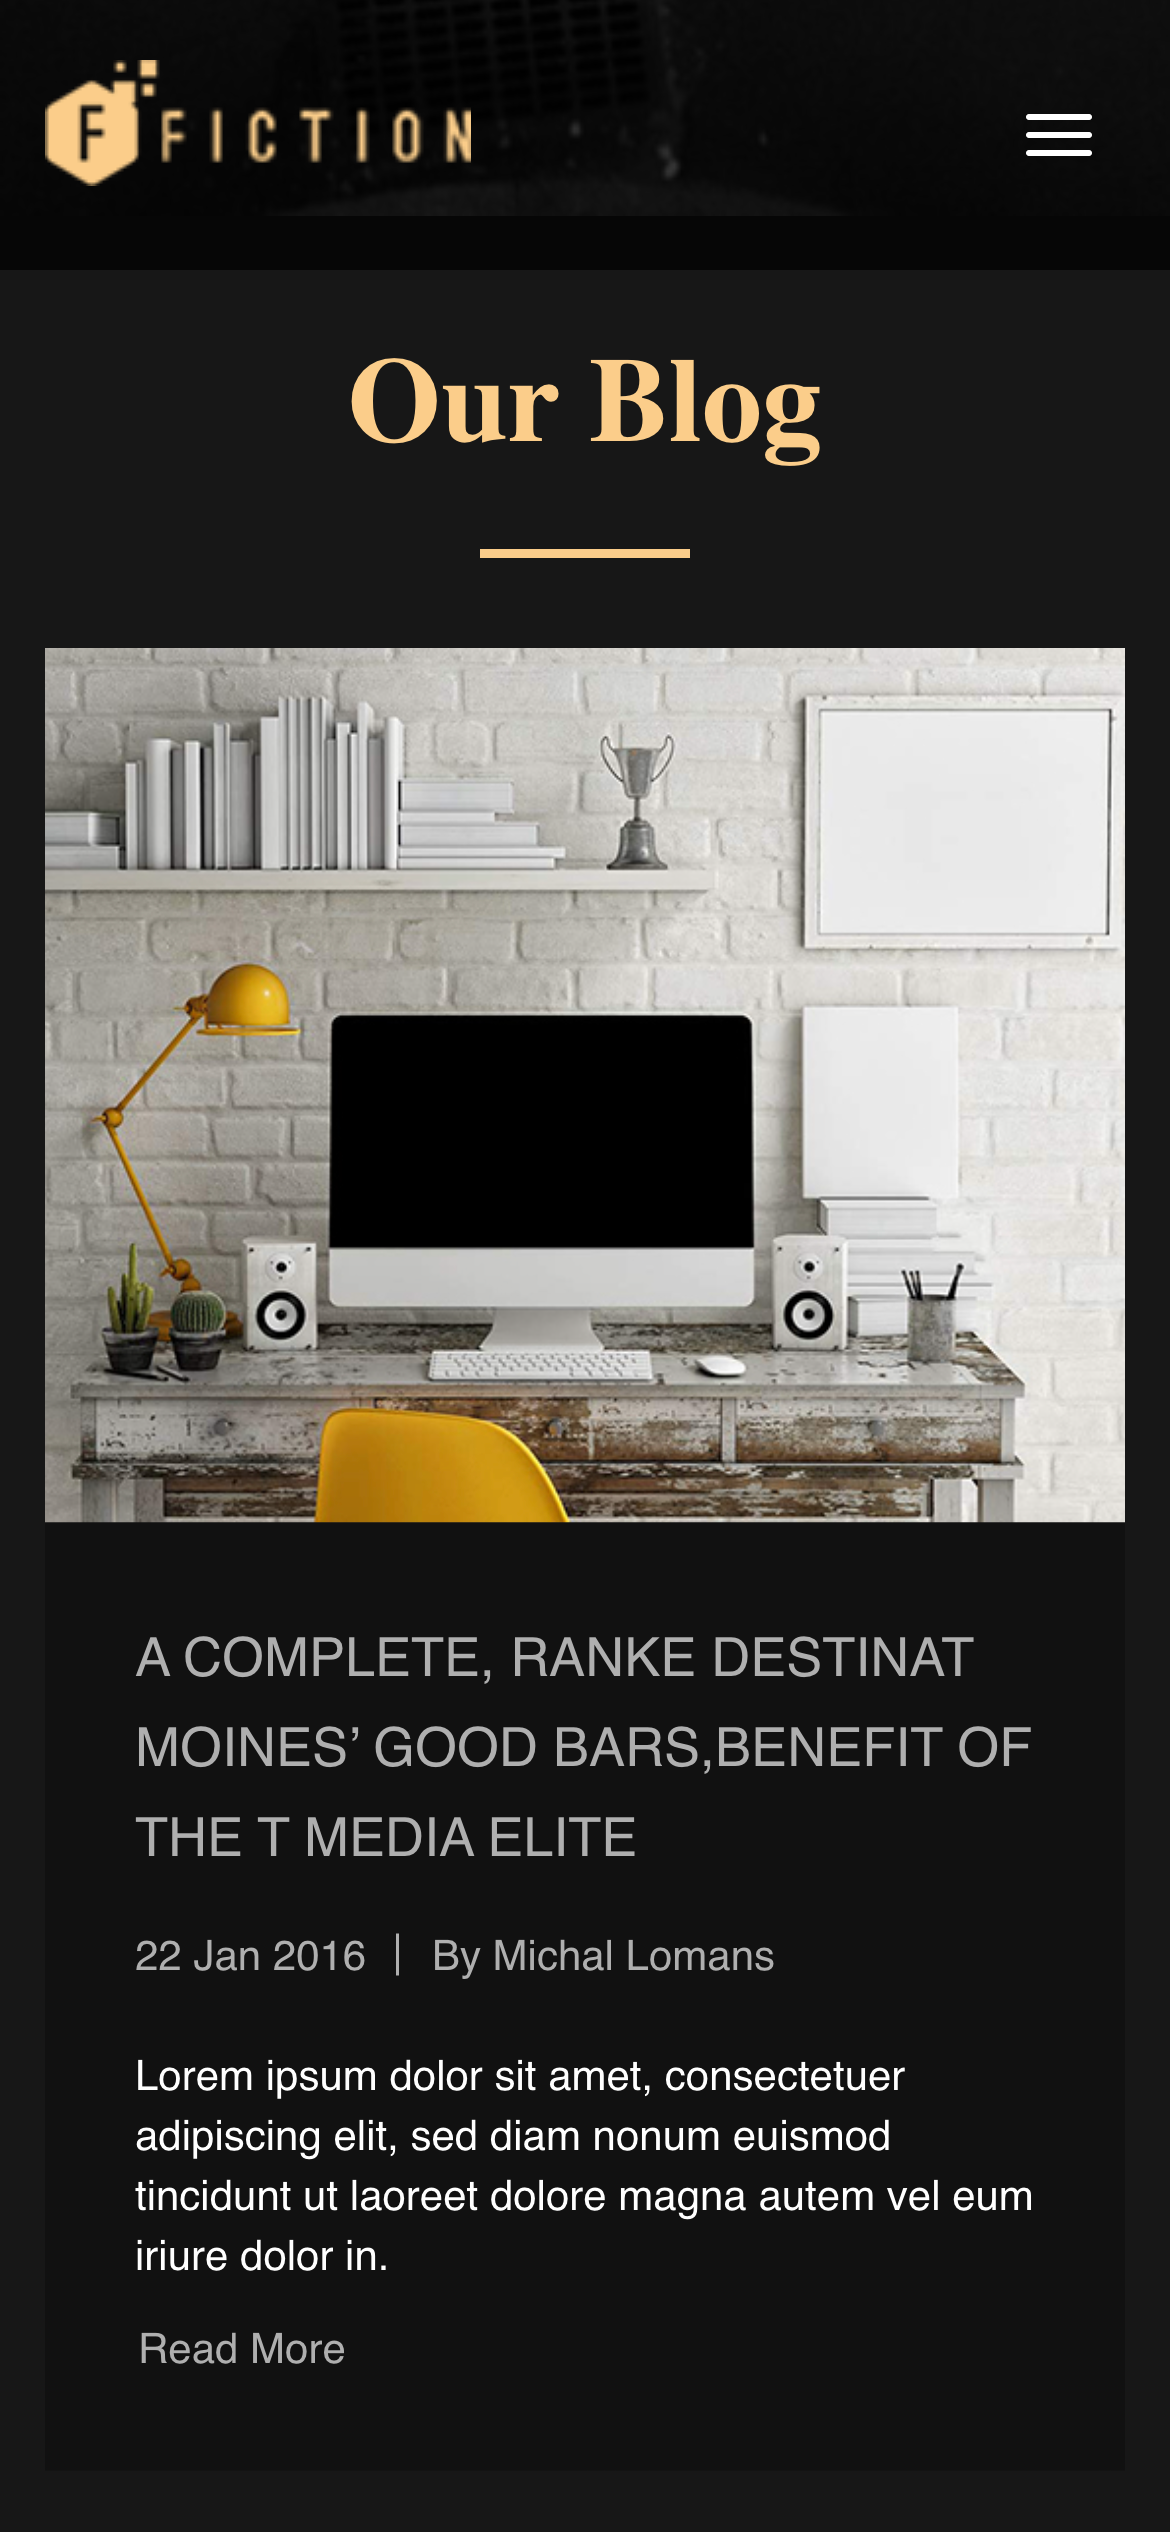 F FICTION
Our Blog
A COMPLETE, RANKE DESTINAT
MOINES’ GOOD BARS,BENEFIT OF
THE T MEDIA ELITE
22 Jan 2016 | By Michal Lomans
Lorem ipsum dolor sit amet, consectetuer
adipiscing elit, sed diam nonum euismod
tincidunt ut laoreet dolore magna autem vel eum
iriure dolor in.
Read More